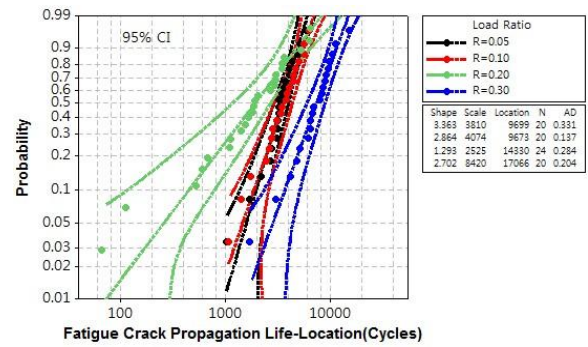 0.99
0.9
0.8
0.7
0.6
0.5
0.4
0.3
0.2
0.1
0.05
0.03
0.02
0.01
Probability
95% CI
100 1000 10000
Fatigue Crack Propagation Life-Location(Cycles)
Load Ratio
R=0.05
R=0.10
R=0.20
R=0.30
Shape Scale Location N AD
3.363 3810 9699 20 0.331
2.864 4074 9673 20 0.137
1.293 2525 14330 24 0.284
2.702 8420 17066 20 0.204